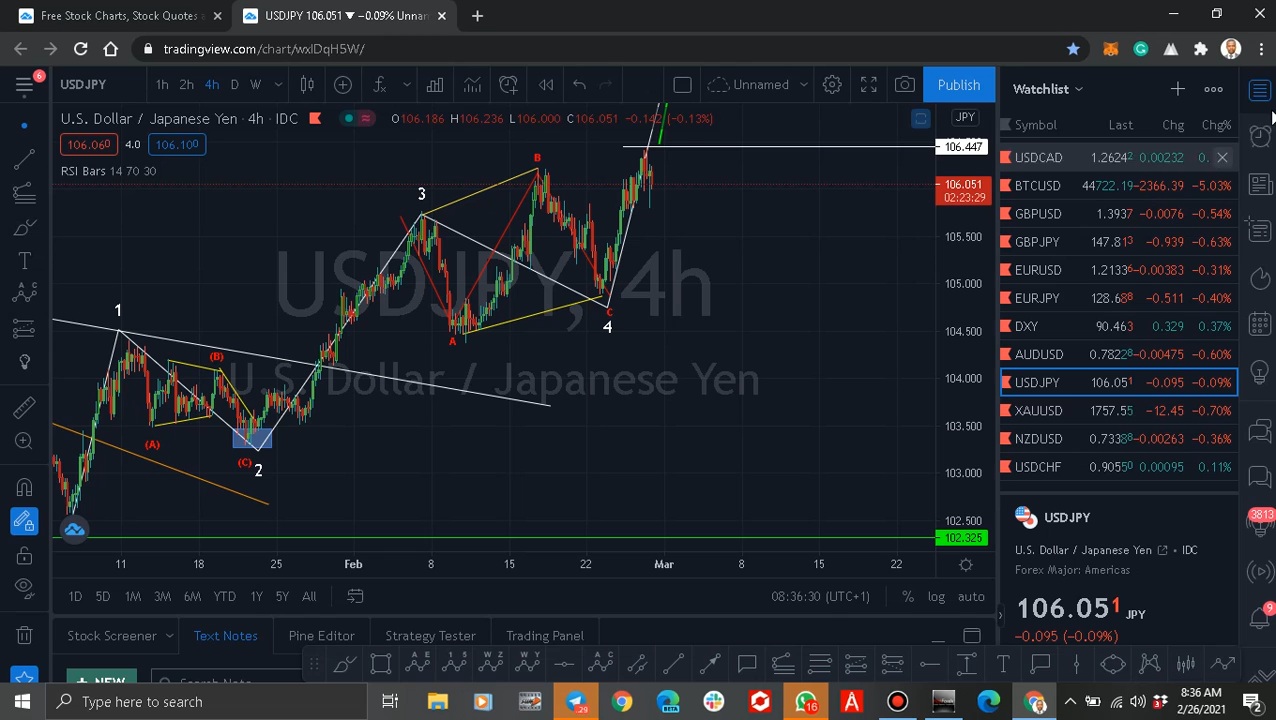 Free Stock Charts, Stock Quotes a
USDJPY 106.051 ▼ −0.09% Unnam
tradingview.com/chart/wxlDqH5W/
6
USDJPY
1h 2h 4h D W
Unnamed
Publish
Watchlist
U.S. Dollar / Japanese Yen · 4h · IDC
O106.186 H106.236 L106.000 C106.051 −0.142 (−0.13%)
JPY
Symbol Last Chg Chg%
106.060 4.0 106.100
RSI Bars 14 70 30
106.447
106.051
02:23:29
105.500
105.000
104.500
104.000
103.500
103.000
102.500
102.325
USDCAD 1.26242 0.00232 0.
BTCUSD 44722.19 −2366.39 −5.03%
GBPUSD 1.3937 −0.0076 −0.54%
GBPJPY 147.813 −0.939 −0.63%
EURUSD 1.21336 −0.00368 −0.31%
EURJPY 128.688 −0.511 −0.40%
DXY 90.463 0.329 0.37%
AUDUSD 0.78228 −0.00475 −0.60%
USDJPY 106.051 −0.095 −0.09%
XAUUSD 1757.55 −12.45 −0.70%
NZDUSD 0.73388 −0.00263 −0.36%
USDCHF 0.90550 0.00095 0.11%
USDJPY, 4h
U.S. Dollar / Japanese Yen
1
(A)
(B)
(C)
2
3
A
B
C
4
11 18 25 Feb 8 15 22 Mar 8 15 22
1D 5D 1M 3M 6M YTD 1Y 5Y All
08:36:30 (UTC+1)
% log auto
USDJPY
U.S. Dollar / Japanese Yen IDC
Forex Major: Americas
106.051 JPY
−0.095 (−0.09%)
3813
9
Stock Screener Text Notes Pine Editor Strategy Tester Trading Panel
NEW
Search Note
Type here to search
29
16
8:36 AM
2/26/2021
2